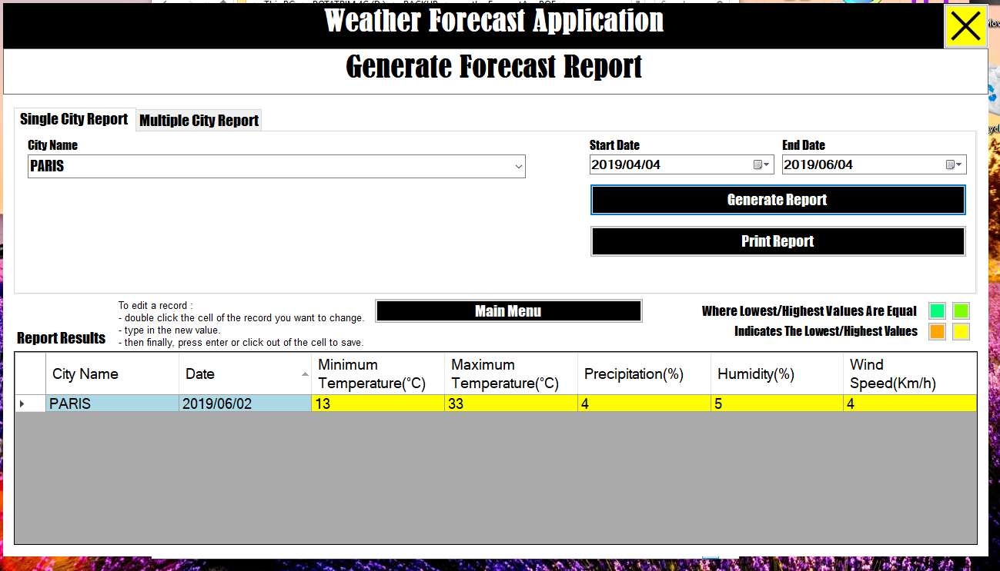 Weather Forecast Application
Generate Forecast Report
Single City Report
Multiple City Report
City Name
PARIS
Start Date
End Date
2019/04/04
2019/06/04
Generate Report
Print Report
To edit a record :
- double click the cell of the record you want to change.
- type in the new value.
- then finally, press enter or click out of the cell to save.
Main Menu
Where Lowest/Highest Values Are Equal
Indicates The Lowest/Highest Values
Report Results
City Name
Date
Minimum
Temperature(°C)
Maximum
Temperature(°C)
Precipitation(%)
Humidity(%)
Wind
Speed(Km/h)
PARIS
2019/06/02
13
33
4
5
4